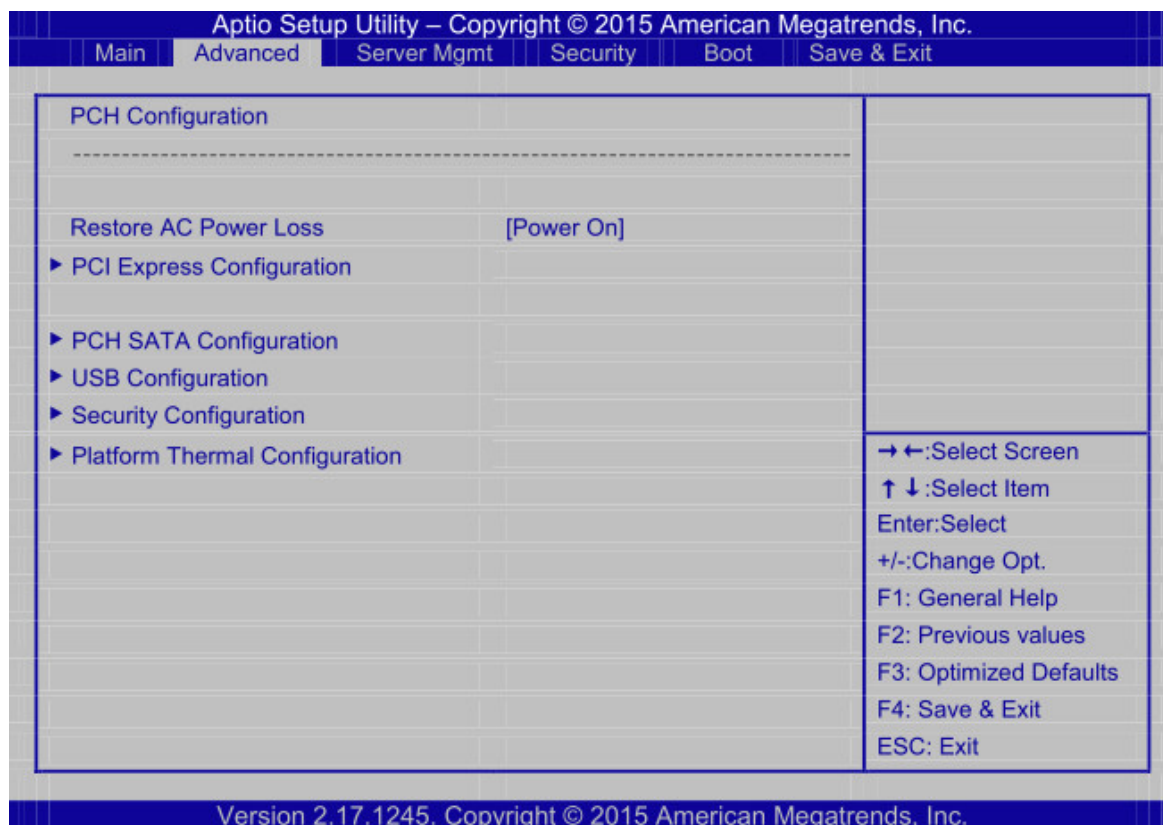 Aptio Setup Utility – Copyright © 2015 American Megatrends, Inc.
Main Advanced Server Mgmt Security Boot Save & Exit
PCH Configuration
--------------------------------------------------------------------------------
Restore AC Power Loss [Power On]
► PCI Express Configuration
► PCH SATA Configuration
► USB Configuration
► Security Configuration
► Platform Thermal Configuration
→ ←:Select Screen
↑ ↓:Select Item
Enter:Select
+/-:Change Opt.
F1: General Help
F2: Previous values
F3: Optimized Defaults
F4: Save & Exit
ESC: Exit
Version 2.17.1245. Copyright © 2015 American Megatrends, Inc.